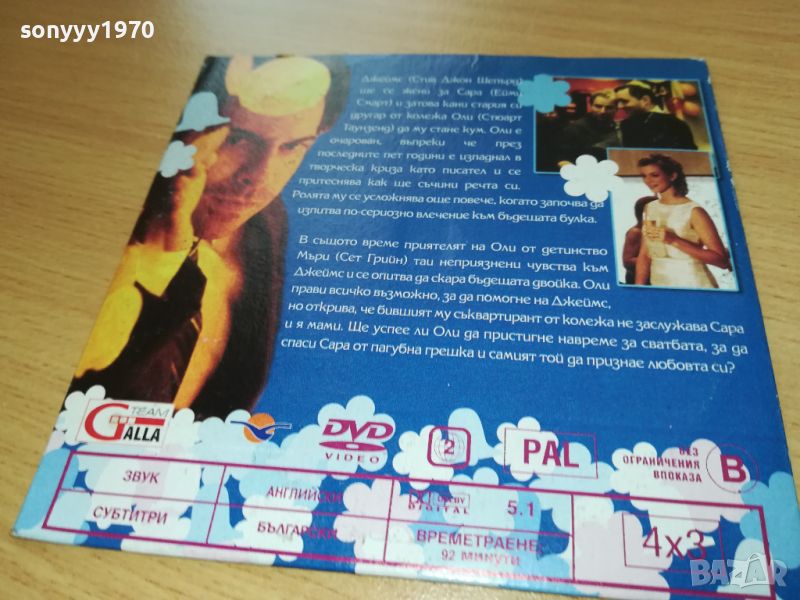 sonyyy1970
Джеймс (Стив Джон Шепърд)
ще се жени за Сара (Ейми
Смарт) и затова кани стария си
другар от колежа Оли (Стюарт
Таунзенд) да му стане кум. Оли е
очарован, въпреки че през
последните пет години е изпаднал в
творческа криза като писател и се
притеснява как ще съчини речта си.
Ролята му се усложнява още повече, когато започва да
изпитва по-сериозно влечение към бъдещата булка.
В същото време приятелят на Оли от детинство
Мъри (Сет Грийн) таи неприязнени чувства към
Джеймс и се опитва да скара бъдещата двойка. Оли
прави всичко възможно, за да помогне на Джеймс,
но открива, че бившият му съквартирант от колежа не заслужава Сара
и я мами. Ще успее ли Оли да пристигне навреме за сватбата, за да
спаси Сара от пагубна грешка и самият той да признае любовта си?
TEAM
GALLA
DVD
VIDEO
2
PAL
БЕЗ
ОГРАНИЧЕНИЯ
В ПОКАЗА
B
ЗВУК
АНГЛИЙСКИ
DOLBY
DIGITAL
5.1
4x3
СУБТИТРИ
БЪЛГАРСКИ
ВРЕМЕТРАЕНЕ:
92 МИНУТИ
BAZAR